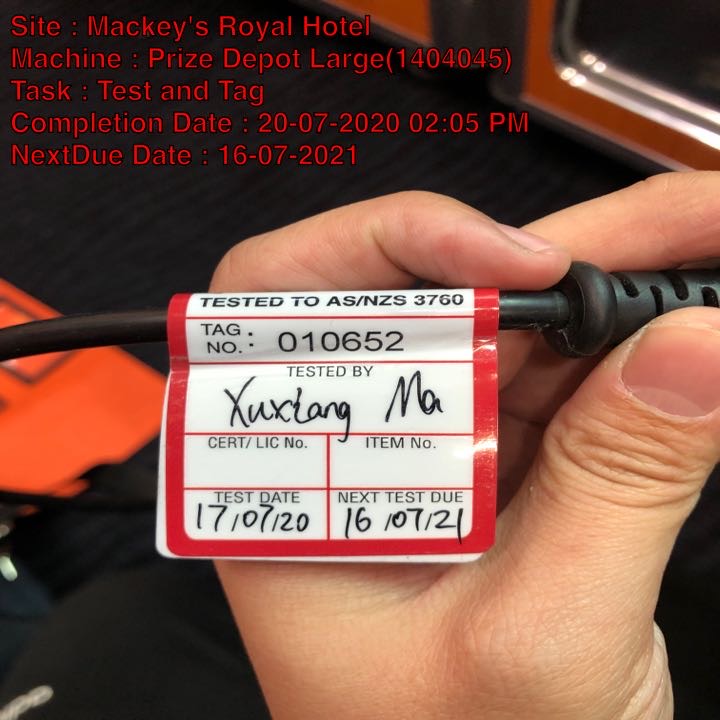 Site : Mackey's Royal Hotel
Machine : Prize Depot Large(1404045)
Task : Test and Tag
Completion Date : 20-07-2020 02:05 PM
NextDue Date : 16-07-2021
TESTED TO AS/NZS 3760
TAG NO.: 010652
TESTED BY
Xuxiang Ma
CERT/ LIC No. ITEM No.
TEST DATE NEXT TEST DUE
17/07/20 16/07/21